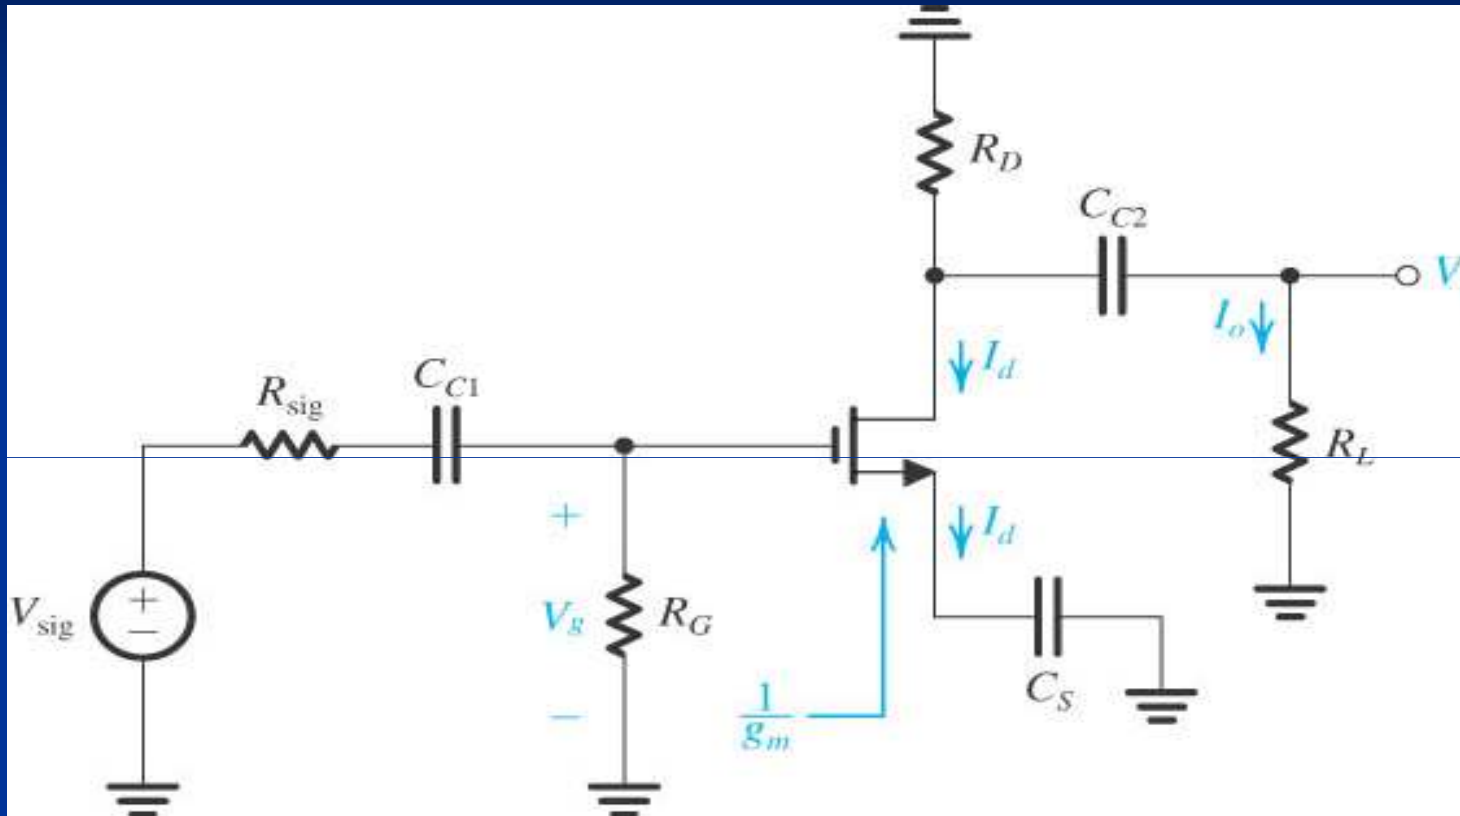 R_D
C_C2
V
I_o
I_d
C_C1
R_sig
R_L
+
I_d
V_sig
+
−
V_g
R_G
C_S
−
1
g_m